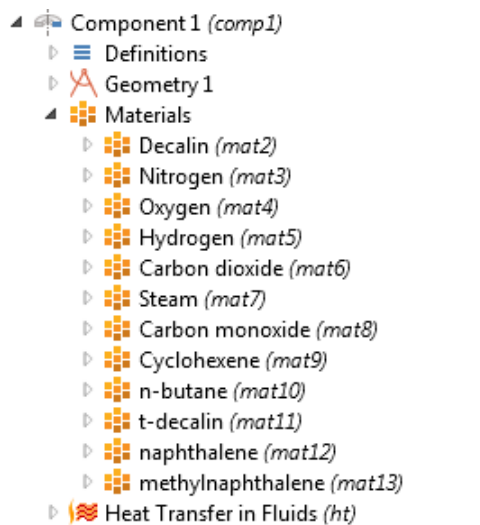 Component 1 (comp1)
Definitions
Geometry 1
Materials
Decalin (mat2)
Nitrogen (mat3)
Oxygen (mat4)
Hydrogen (mat5)
Carbon dioxide (mat6)
Steam (mat7)
Carbon monoxide (mat8)
Cyclohexene (mat9)
n-butane (mat10)
t-decalin (mat11)
naphthalene (mat12)
methylnaphthalene (mat13)
Heat Transfer in Fluids (ht)